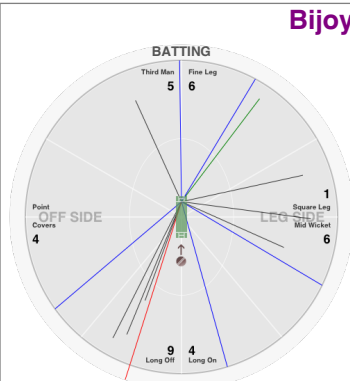 Bijoy
BATTING
Third Man Fine Leg
5 6
1
Point Square Leg
OFF SIDE LEG SIDE
Covers Mid Wicket
4 6
9 4
Long Off Long On